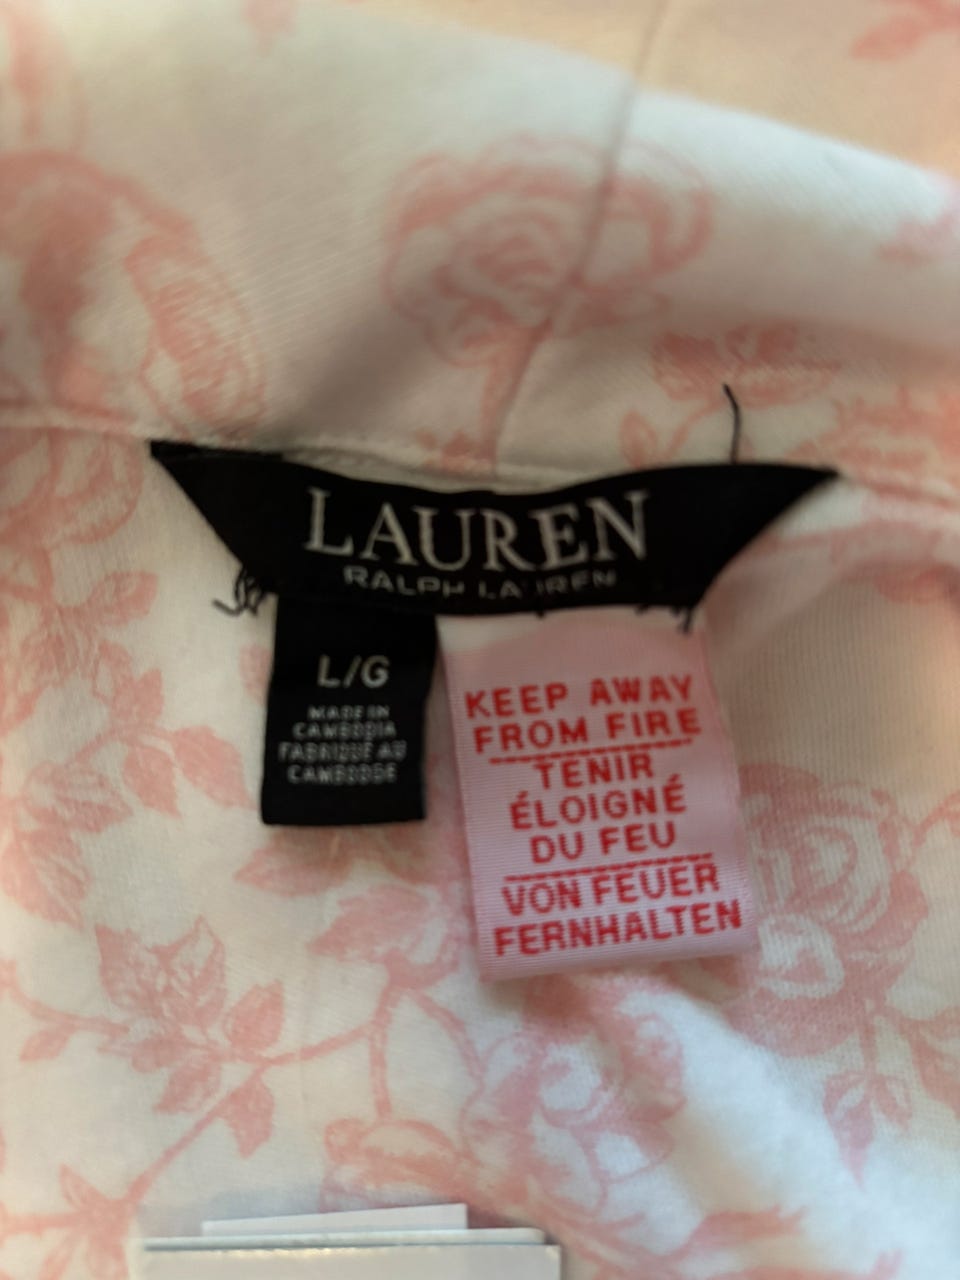 LAUREN
RALPH LAUREN
L/G
MADE IN
CAMBODIA
FABRIQUÉ AU
CAMBODGE
KEEP AWAY
FROM FIRE
TENIR
ÉLOIGNÉ
DU FEU
VON FEUER
FERNHALTEN